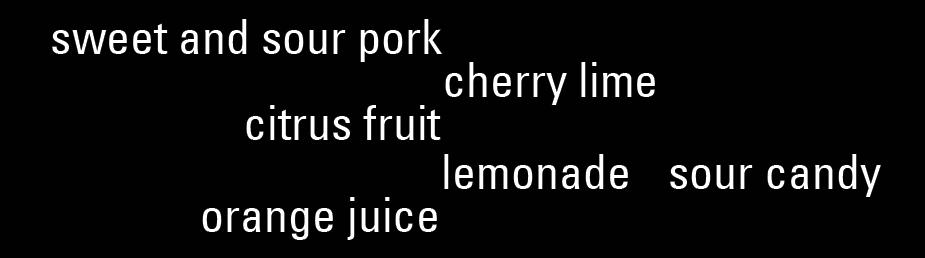 sweet and sour pork
cherry lime
citrus fruit
lemonade sour candy
orange juice